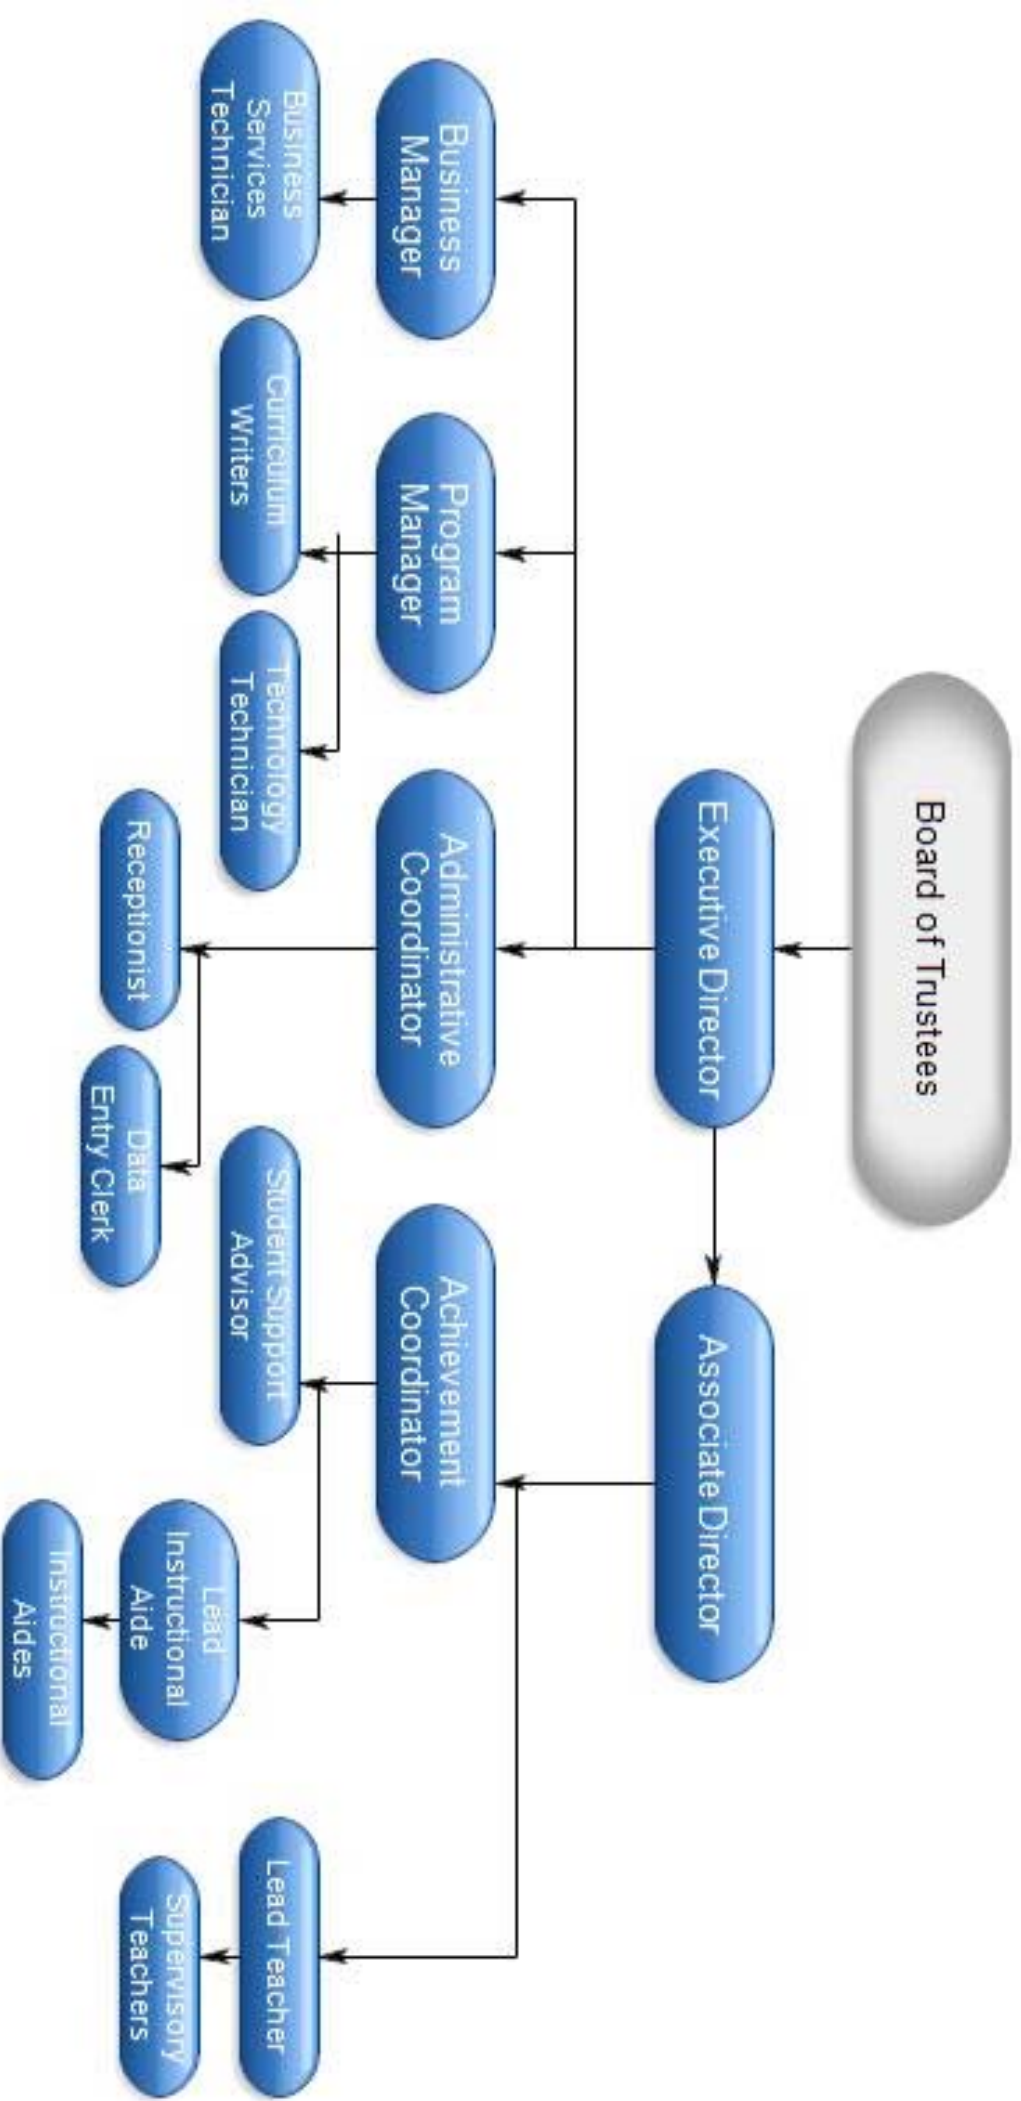 Board of Trustees
Executive Director
Associate Director
Business
Manager
Program
Manager
Administrative
Coordinator
Achievement
Coordinator
Business
Services
Technician
Curriculum
Writers
Technology
Technician
Student Support
Advisor
Lead Teacher
Lead
Instructional
Aide
Supervisory
Teachers
Receptionist
Data
Entry Clerk
Instructional
Aides